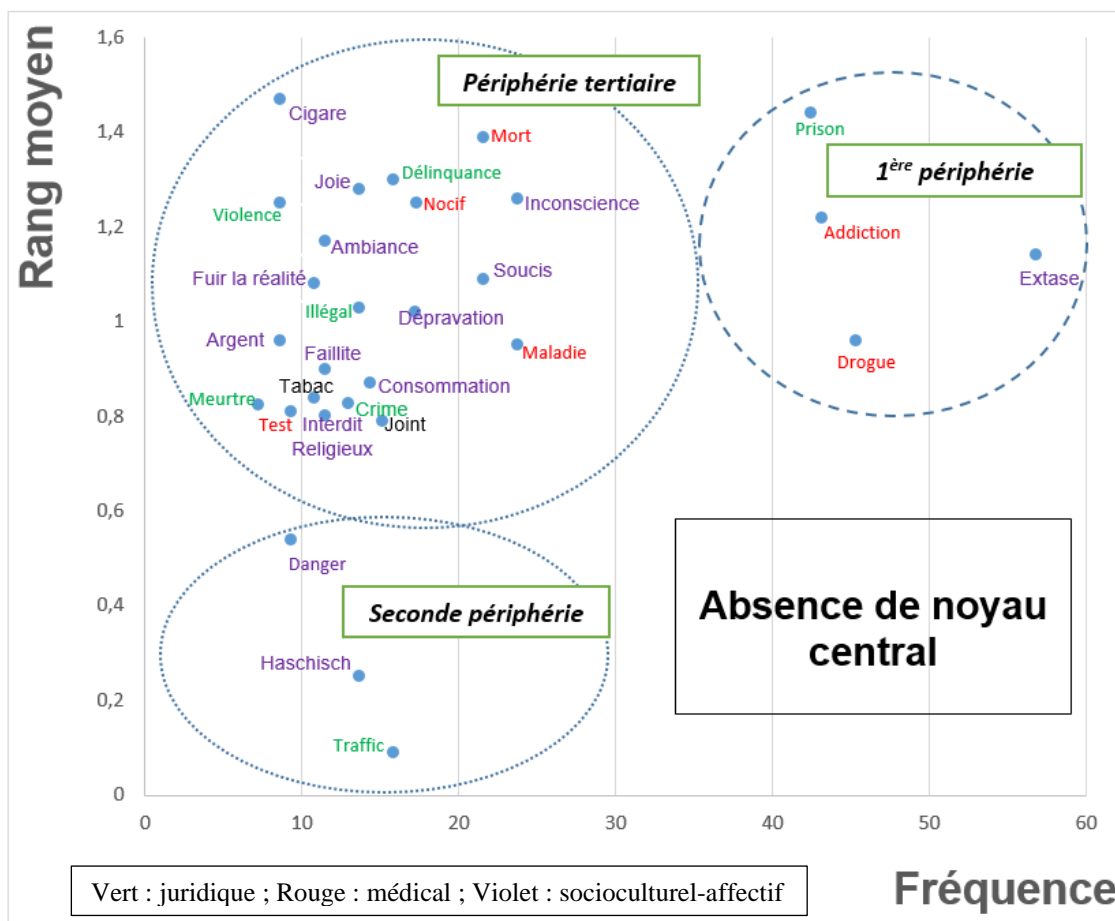 Rang moyen
1,6
1,4
1,2
1
0,8
0,6
0,4
0,2
0
Périphérie tertiaire
Cigare
Mort
Joie
Délinquance
Violence
Nocif
Inconscience
Ambiance
Fuir la réalité
Soucis
Illégal
Dépravation
Argent
Faillite
Maladie
Tabac
Consommation
Meurtre
Crime
Test
Interdit
Religieux
Joint
Prison
1ère périphérie
Addiction
Extase
Drogue
Danger
Seconde périphérie
Haschisch
Traffic
Absence de noyau
central
0 10 20 30 40 50 60
Vert : juridique ; Rouge : médical ; Violet : socioculturel-affectif
Fréquence